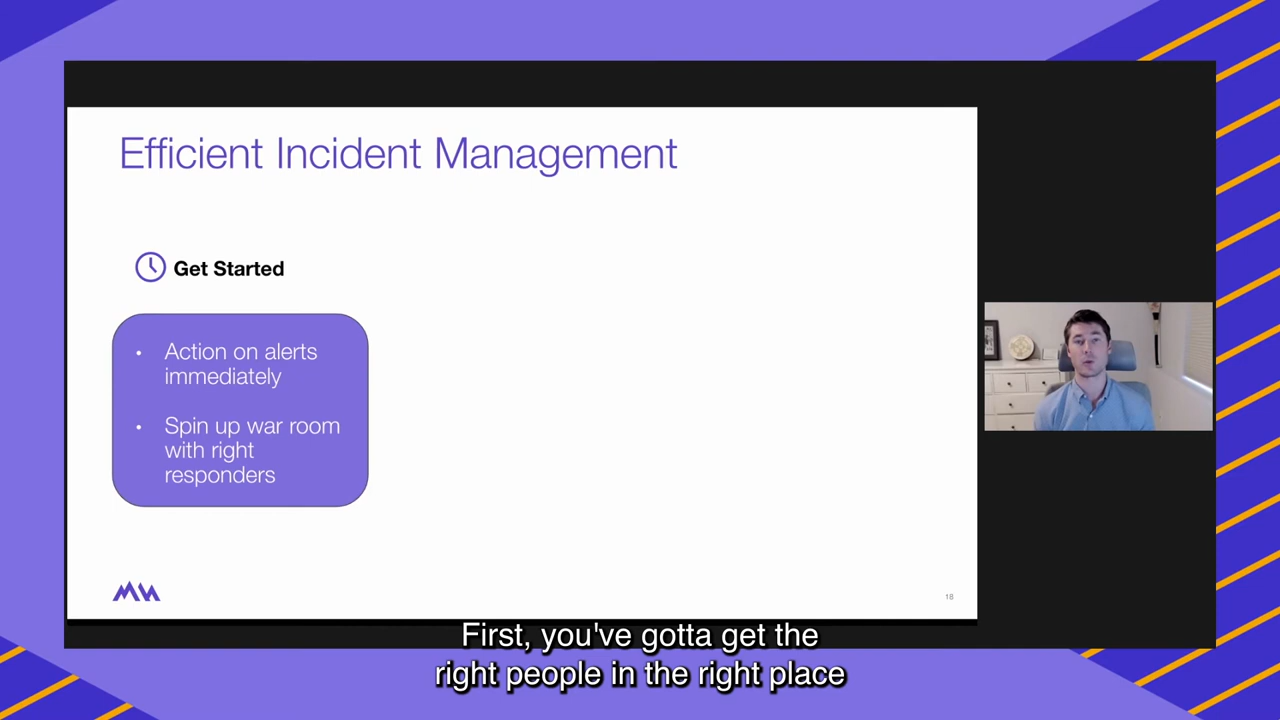 Efficient Incident Management
Get Started
• Action on alerts
immediately
• Spin up war room
with right
responders
18
First, you've gotta get the
right people in the right place